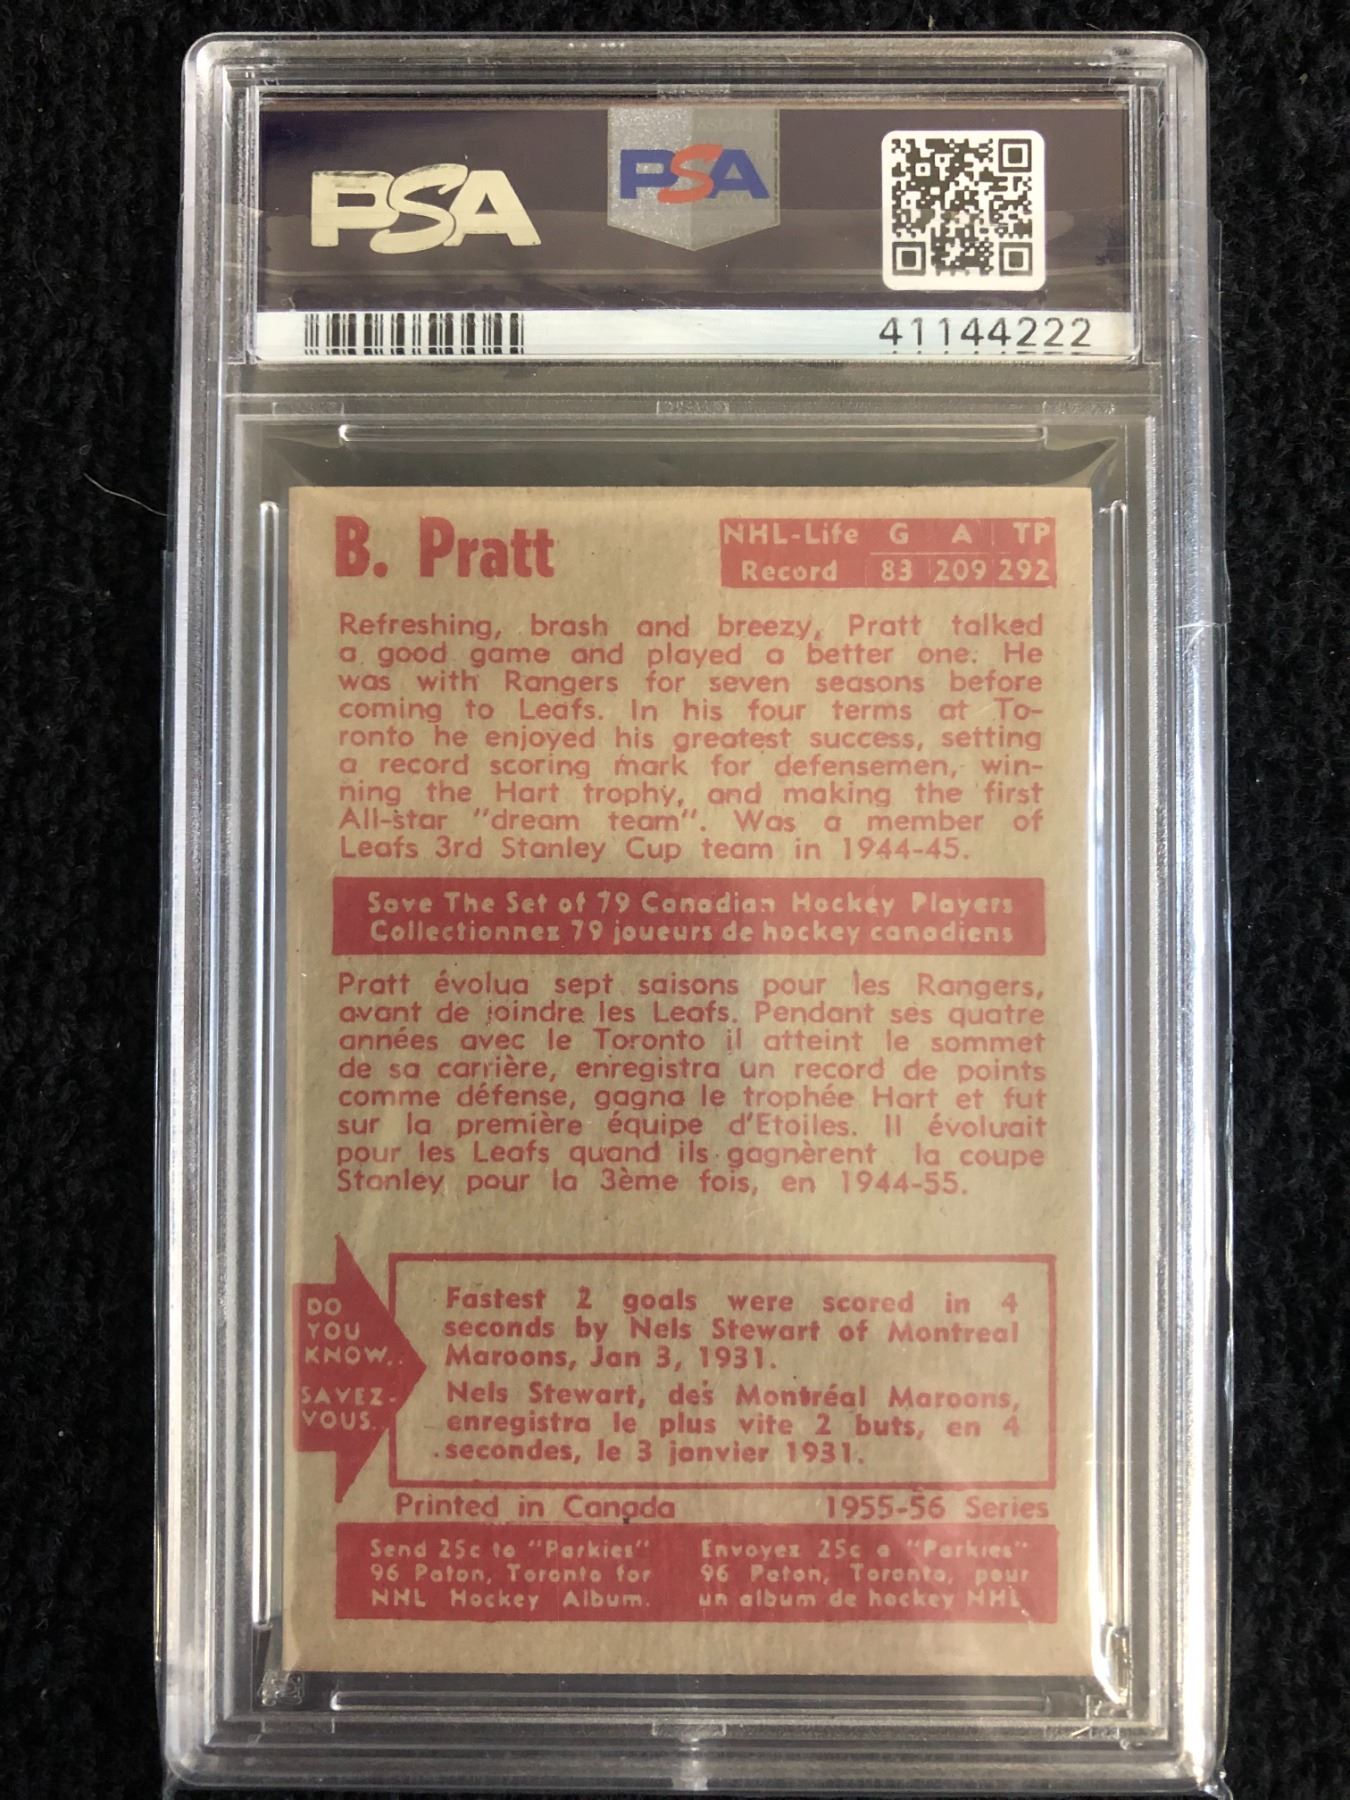 PSA
PSA
41144222
B. Pratt
NHL-Life G A TP
Record 83 209 292
Refreshing, brash and breezy, Pratt talked
a good game and played a better one. He
was with Rangers for seven seasons before
coming to Leafs. In his four terms at To-
ronto he enjoyed his greatest success, setting
a record scoring mark for defensemen, win-
ning the Hart trophy, and making the first
All-star "dream team". Was a member of
Leafs 3rd Stanley Cup team in 1944-45.
Save The Set of 79 Canadian Hockey Players
Collectionnez 79 joueurs de hockey canadiens
Pratt évolua sept saisons pour les Rangers,
avant de joindre les Leafs. Pendant ses quatre
années avec le Toronto il atteint le sommet
de sa carrière, enregistra un record de points
comme défense, gagna le trophée Hart et fut
sur la première équipe d'Etoiles. Il évoluait
pour les Leafs quand ils gagnèrent la coupe
Stanley pour la 3ème fois, en 1944-55.
DO
YOU
KNOW..
SAVEZ-
VOUS.
Fastest 2 goals were scored in 4
seconds by Nels Stewart of Montreal
Maroons, Jan 3, 1931.
Nels Stewart, des Montréal Maroons,
enregistra le plus vite 2 buts, en 4
secondes, le 3 janvier 1931.
Printed in Canada 1955-56 Series
Send 25c to "Parkies"
96 Paton, Toronto for
NHL Hockey Album.
Envoyez 25c a "Parkies"
96 Paton, Toronto, pour
un album de hockey NHL